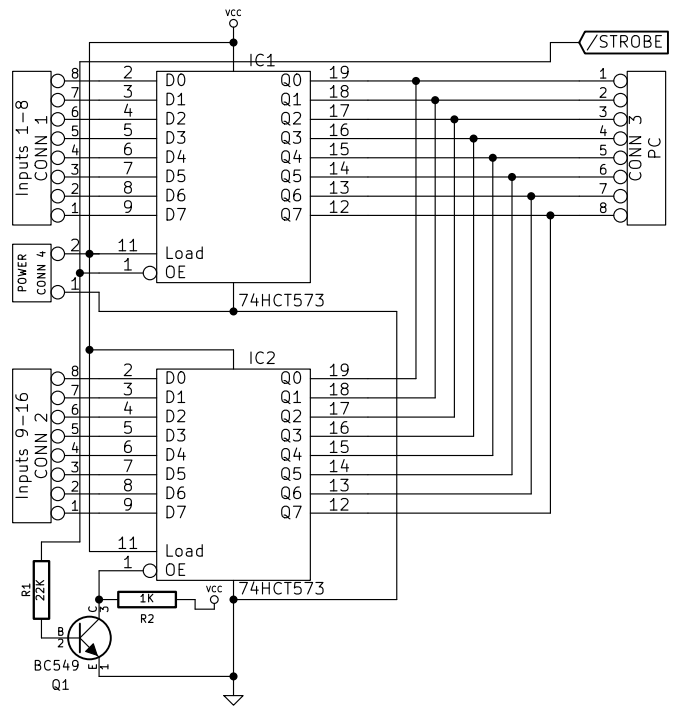 VCC
/STROBE
IC1
8 2 D0 Q0 19 1
7 3 D1 Q1 18 2
6 4 D2 Q2 17 3
5 5 D3 Q3 16 4
4 6 D4 Q4 15 5
3 7 D5 Q5 14 6
2 8 D6 Q6 13 7
1 9 D7 Q7 12 8
Inputs 1-8
CONN 1
CONN 3
PC
2 11 Load
1 OE
POWER
CONN 4
1
74HCT573
IC2
8 2 D0 Q0 19
7 3 D1 Q1 18
6 4 D2 Q2 17
5 5 D3 Q3 16
4 6 D4 Q4 15
3 7 D5 Q5 14
2 8 D6 Q6 13
1 9 D7 Q7 12
Inputs 9-16
CONN 2
11 Load
1 OE
74HCT573
R1
22K
1K
R2
VCC
C
3
B
2
E
1
BC549
Q1